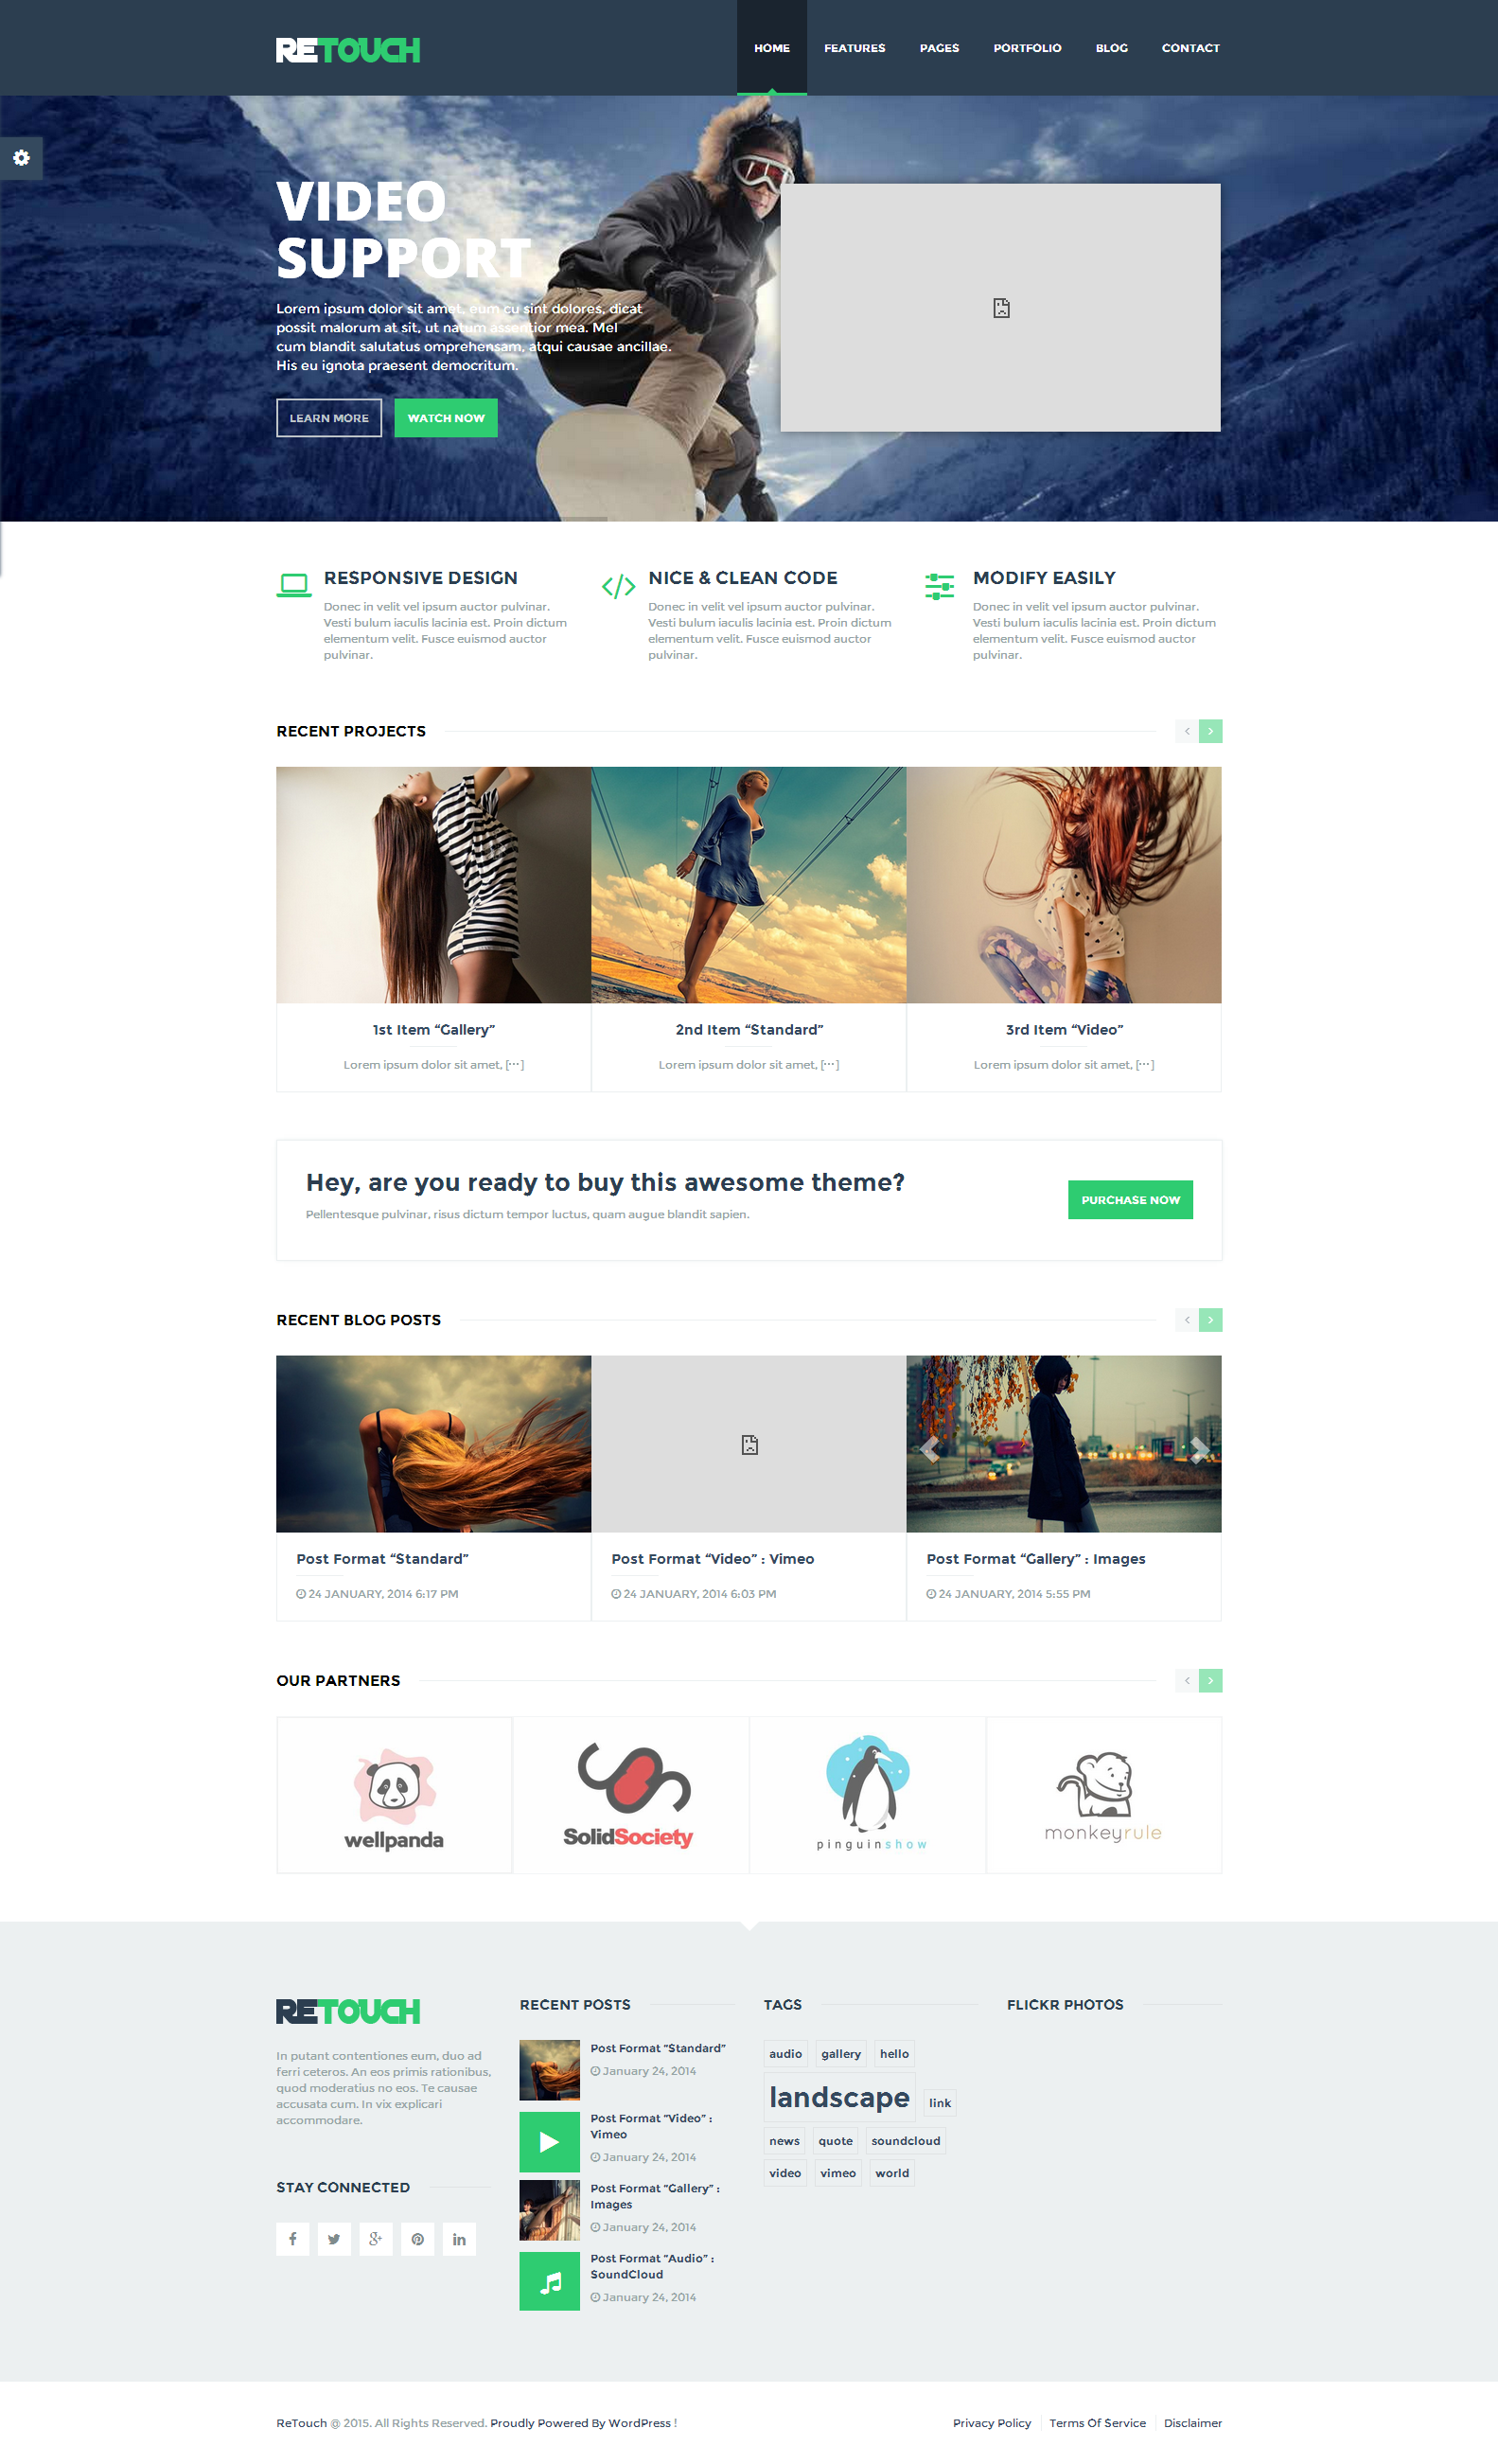 RETOUCH
HOME FEATURES PAGES PORTFOLIO BLOG CONTACT
VIDEO
SUPPORT
Lorem ipsum dolor sit amet, eum cu sint dolores, dicat
possit malorum at sit, ut natum assentior mea. Mel
cum blandit salutatus omprehensam, atqui causae ancillae.
His eu ignota praesent democritum.
LEARN MORE WATCH NOW
RESPONSIVE DESIGN
Donec in velit vel ipsum auctor pulvinar.
Vesti bulum iaculis lacinia est. Proin dictum
elementum velit. Fusce euismod auctor
pulvinar.
NICE & CLEAN CODE
Donec in velit vel ipsum auctor pulvinar.
Vesti bulum iaculis lacinia est. Proin dictum
elementum velit. Fusce euismod auctor
pulvinar.
MODIFY EASILY
Donec in velit vel ipsum auctor pulvinar.
Vesti bulum iaculis lacinia est. Proin dictum
elementum velit. Fusce euismod auctor
pulvinar.
RECENT PROJECTS
1st Item “Gallery”
Lorem ipsum dolor sit amet, [···]
2nd Item “Standard”
Lorem ipsum dolor sit amet, [···]
3rd Item “Video”
Lorem ipsum dolor sit amet, [···]
Hey, are you ready to buy this awesome theme?
Pellentesque pulvinar, risus dictum tempor luctus, quam augue blandit sapien.
PURCHASE NOW
RECENT BLOG POSTS
Post Format “Standard”
24 JANUARY, 2014 6:17 PM
Post Format “Video” : Vimeo
24 JANUARY, 2014 6:03 PM
Post Format “Gallery” : Images
24 JANUARY, 2014 5:55 PM
OUR PARTNERS
wellpanda
SolidSociety
pinguinshow
monkeyrule
RETOUCH
In putant contentiones eum, duo ad
ferri ceteros. An eos primis rationibus,
quod moderatius no eos. Te causae
accusata cum. In vix explicari
accommodare.
STAY CONNECTED
RECENT POSTS
Post Format “Standard”
January 24, 2014
Post Format “Video” :
Vimeo
January 24, 2014
Post Format “Gallery” :
Images
January 24, 2014
Post Format “Audio” :
SoundCloud
January 24, 2014
TAGS
audio gallery hello
landscape link
news quote soundcloud
video vimeo world
FLICKR PHOTOS
ReTouch @ 2015. All Rights Reserved. Proudly Powered By WordPress !
Privacy Policy Terms Of Service Disclaimer